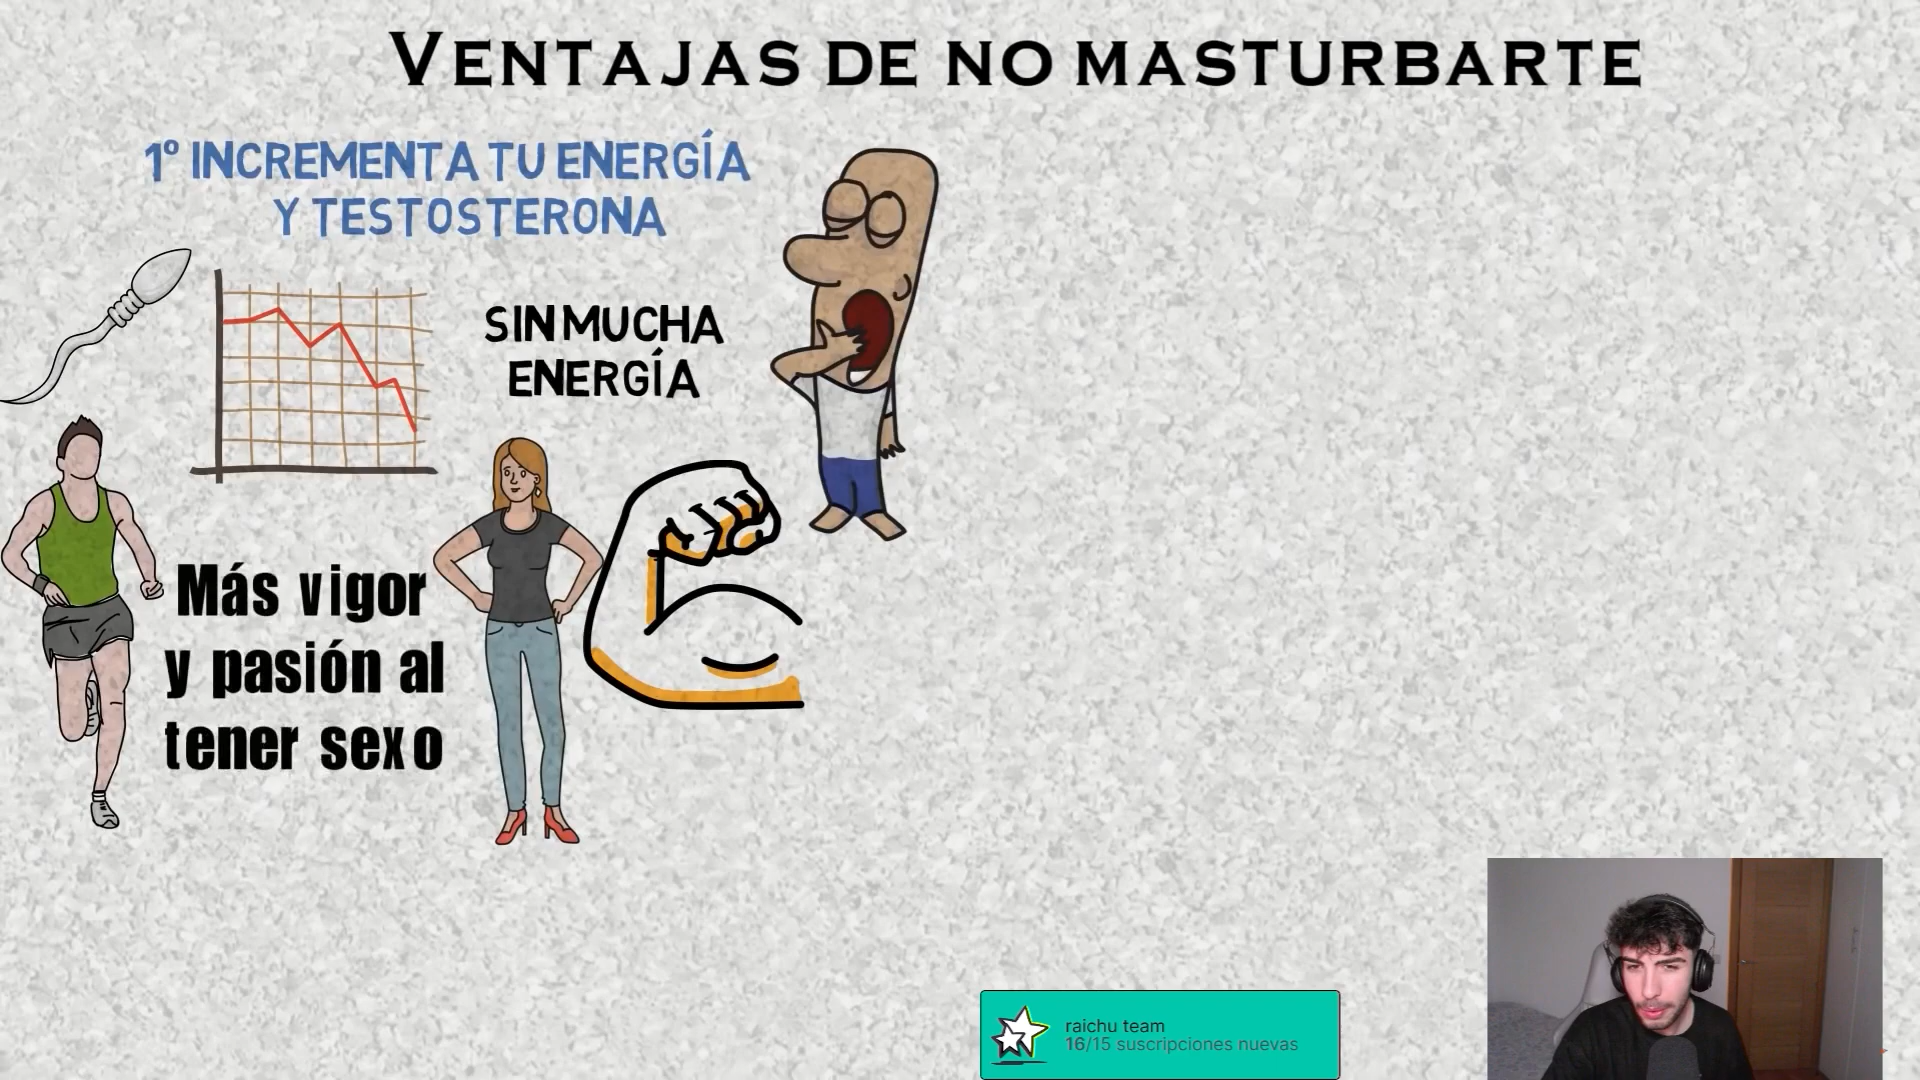 VENTAJAS DE NO MASTURBARTE
1º INCREMENTA TU ENERGÍA
Y TESTOSTERONA
SIN MUCHA
ENERGÍA
Más vigor
y pasión al
tener sexo
raichu team
16/15 suscripciones nuevas